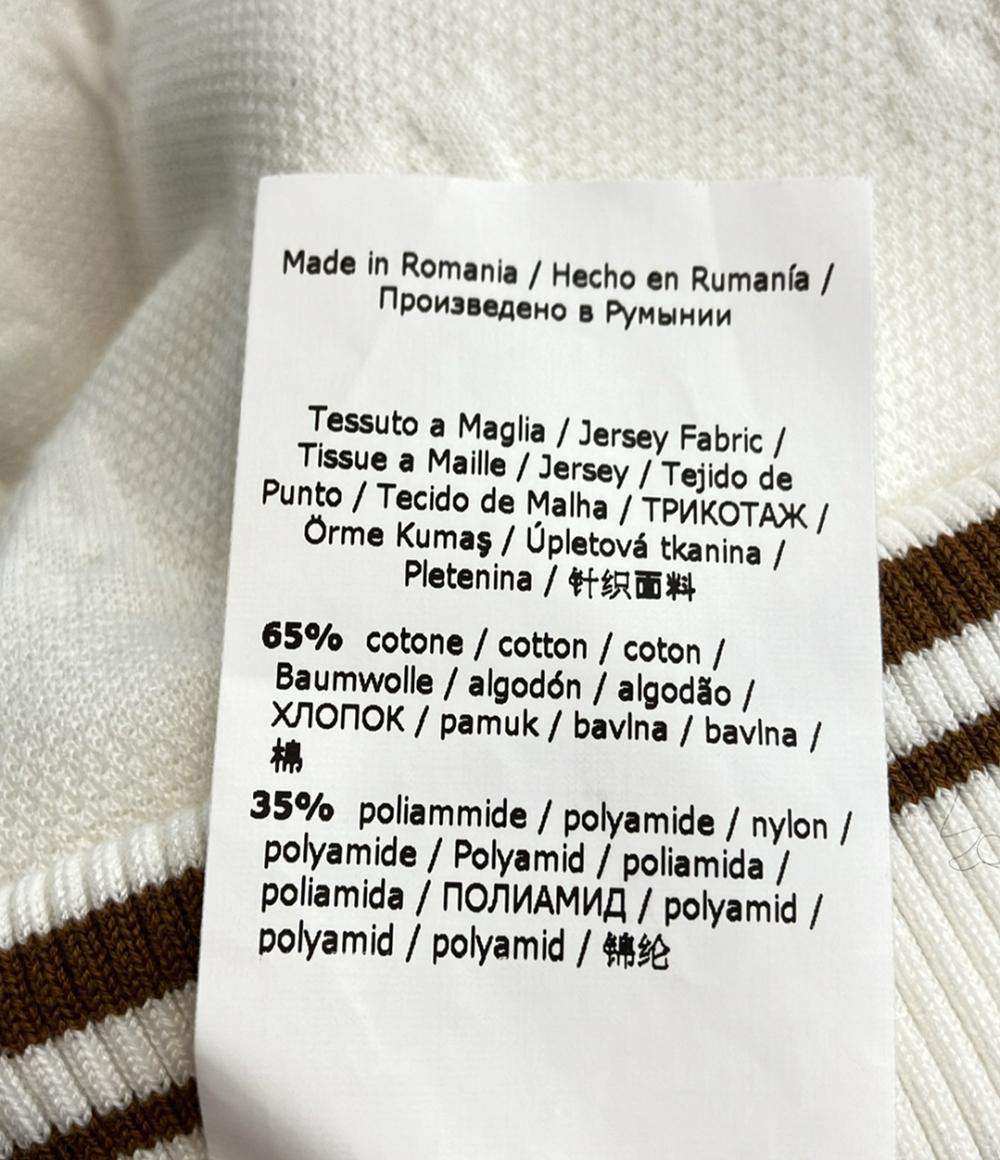 Made in Romania / Hecho en Rumanía /
Произведено в Румынии
Tessuto a Maglia / Jersey Fabric /
Tissue a Maille / Jersey / Tejido de
Punto / Tecido de Malha / ТРИКОТАЖ /
Örme Kumaş / Úpletová tkanina /
Pletenina / 针织面料
65% cotone / cotton / coton /
Baumwolle / algodón / algodão /
ХЛОПОК / pamuk / bavlna / bavlna /
棉
35% poliammide / polyamide / nylon /
polyamide / Polyamid / poliamida /
poliamida / ПОЛИАМИД / polyamid /
polyamid / polyamid / 锦纶